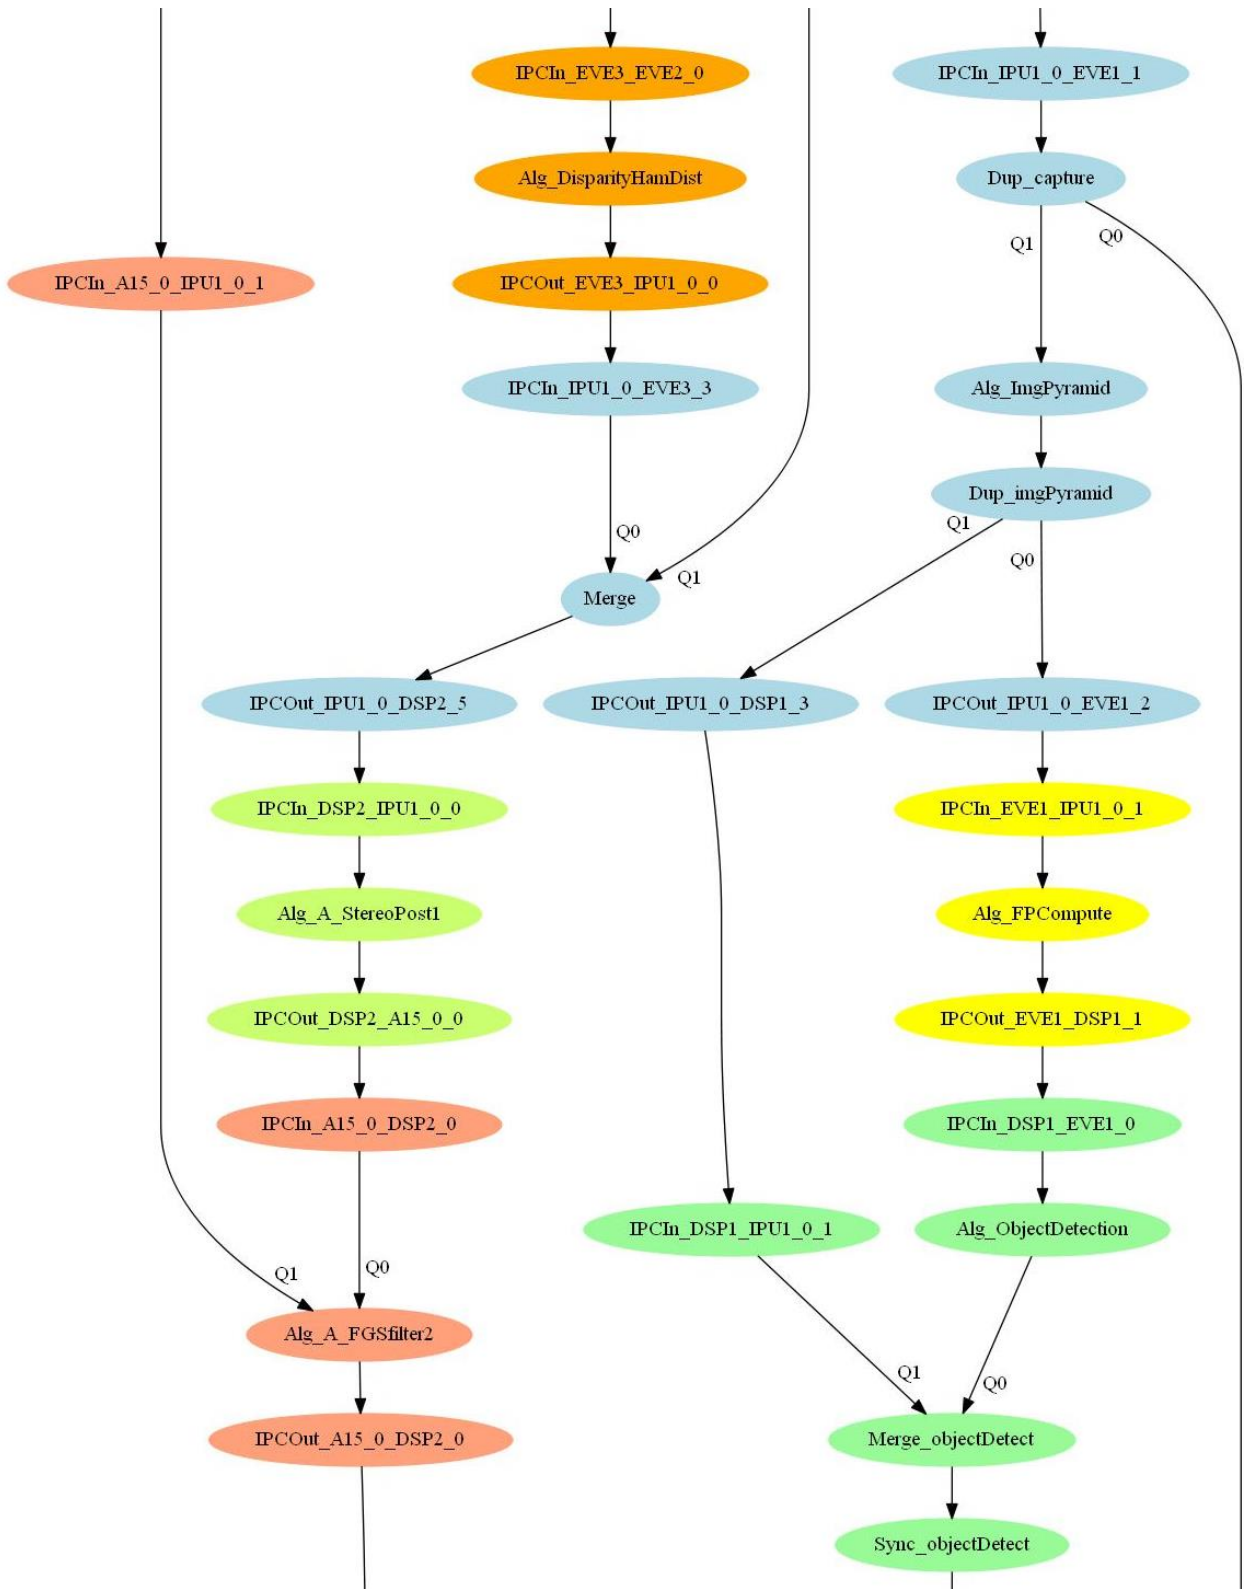 IPCIn_EVE3_EVE2_0
IPCIn_IPU1_0_EVE1_1
Alg_DisparityHamDist
Dup_capture
Q1
Q0
IPCIn_A15_0_IPU1_0_1
IPCOut_EVE3_IPU1_0_0
IPCIn_IPU1_0_EVE3_3
Alg_ImgPyramid
Dup_imgPyramid
Q1
Q0
Q0
Q1
Merge
IPCOut_IPU1_0_DSP2_5
IPCOut_IPU1_0_DSP1_3
IPCOut_IPU1_0_EVE1_2
IPCIn_DSP2_IPU1_0_0
IPCIn_EVE1_IPU1_0_1
Alg_A_StereoPost1
Alg_FPCompute
IPCOut_DSP2_A15_0_0
IPCOut_EVE1_DSP1_1
IPCIn_A15_0_DSP2_0
IPCIn_DSP1_EVE1_0
IPCIn_DSP1_IPU1_0_1
Alg_ObjectDetection
Q1
Q0
Alg_A_FGSfilter2
Q1
Q0
IPCOut_A15_0_DSP2_0
Merge_objectDetect
Sync_objectDetect